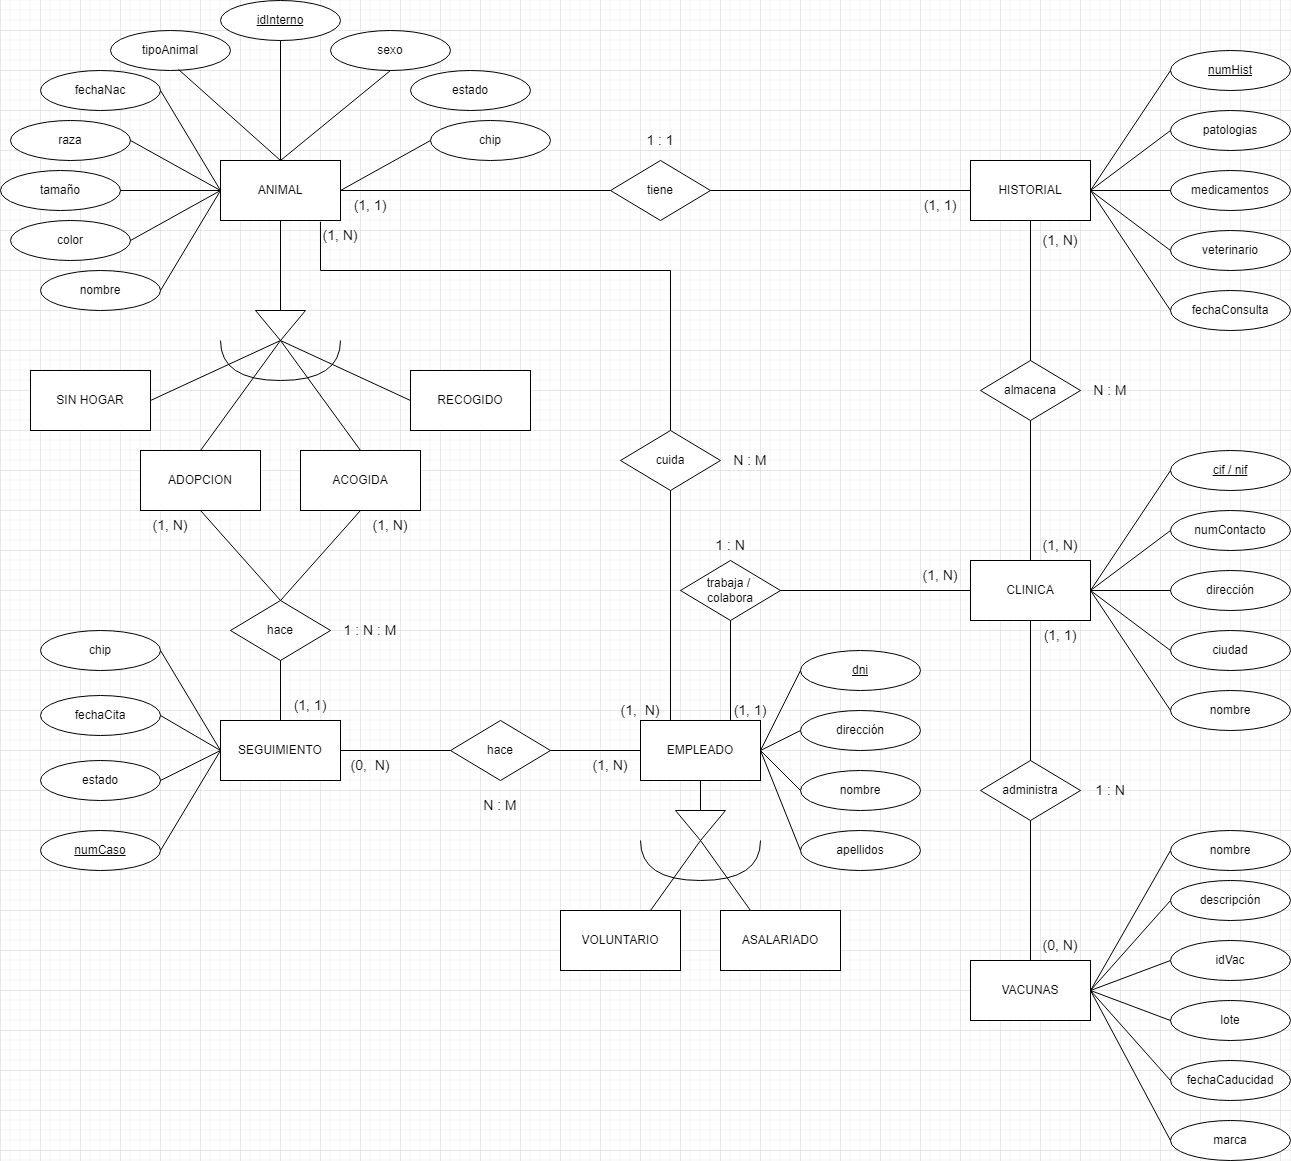 idInterno
tipoAnimal
sexo
fechaNac
estado
raza
chip
tamaño
color
nombre
ANIMAL
(1, 1)
(1, N)
1 : 1
tiene
(1, 1)
HISTORIAL
(1, N)
numHist
patologias
medicamentos
veterinario
fechaConsulta
SIN HOGAR
RECOGIDO
ADOPCION
ACOGIDA
(1, N)
(1, N)
cuida
N : M
almacena
N : M
hace
1 : N : M
1 : N
trabaja /
colabora
(1, N)
(1, N)
CLINICA
(1, 1)
cif / nif
numContacto
dirección
ciudad
nombre
chip
fechaCita
estado
numCaso
(1, 1)
SEGUIMIENTO
(0, N)
hace
N : M
(1, N)
(1, N)
(1, 1)
EMPLEADO
dni
dirección
nombre
apellidos
VOLUNTARIO
ASALARIADO
administra
1 : N
(0, N)
VACUNAS
nombre
descripción
idVac
lote
fechaCaducidad
marca